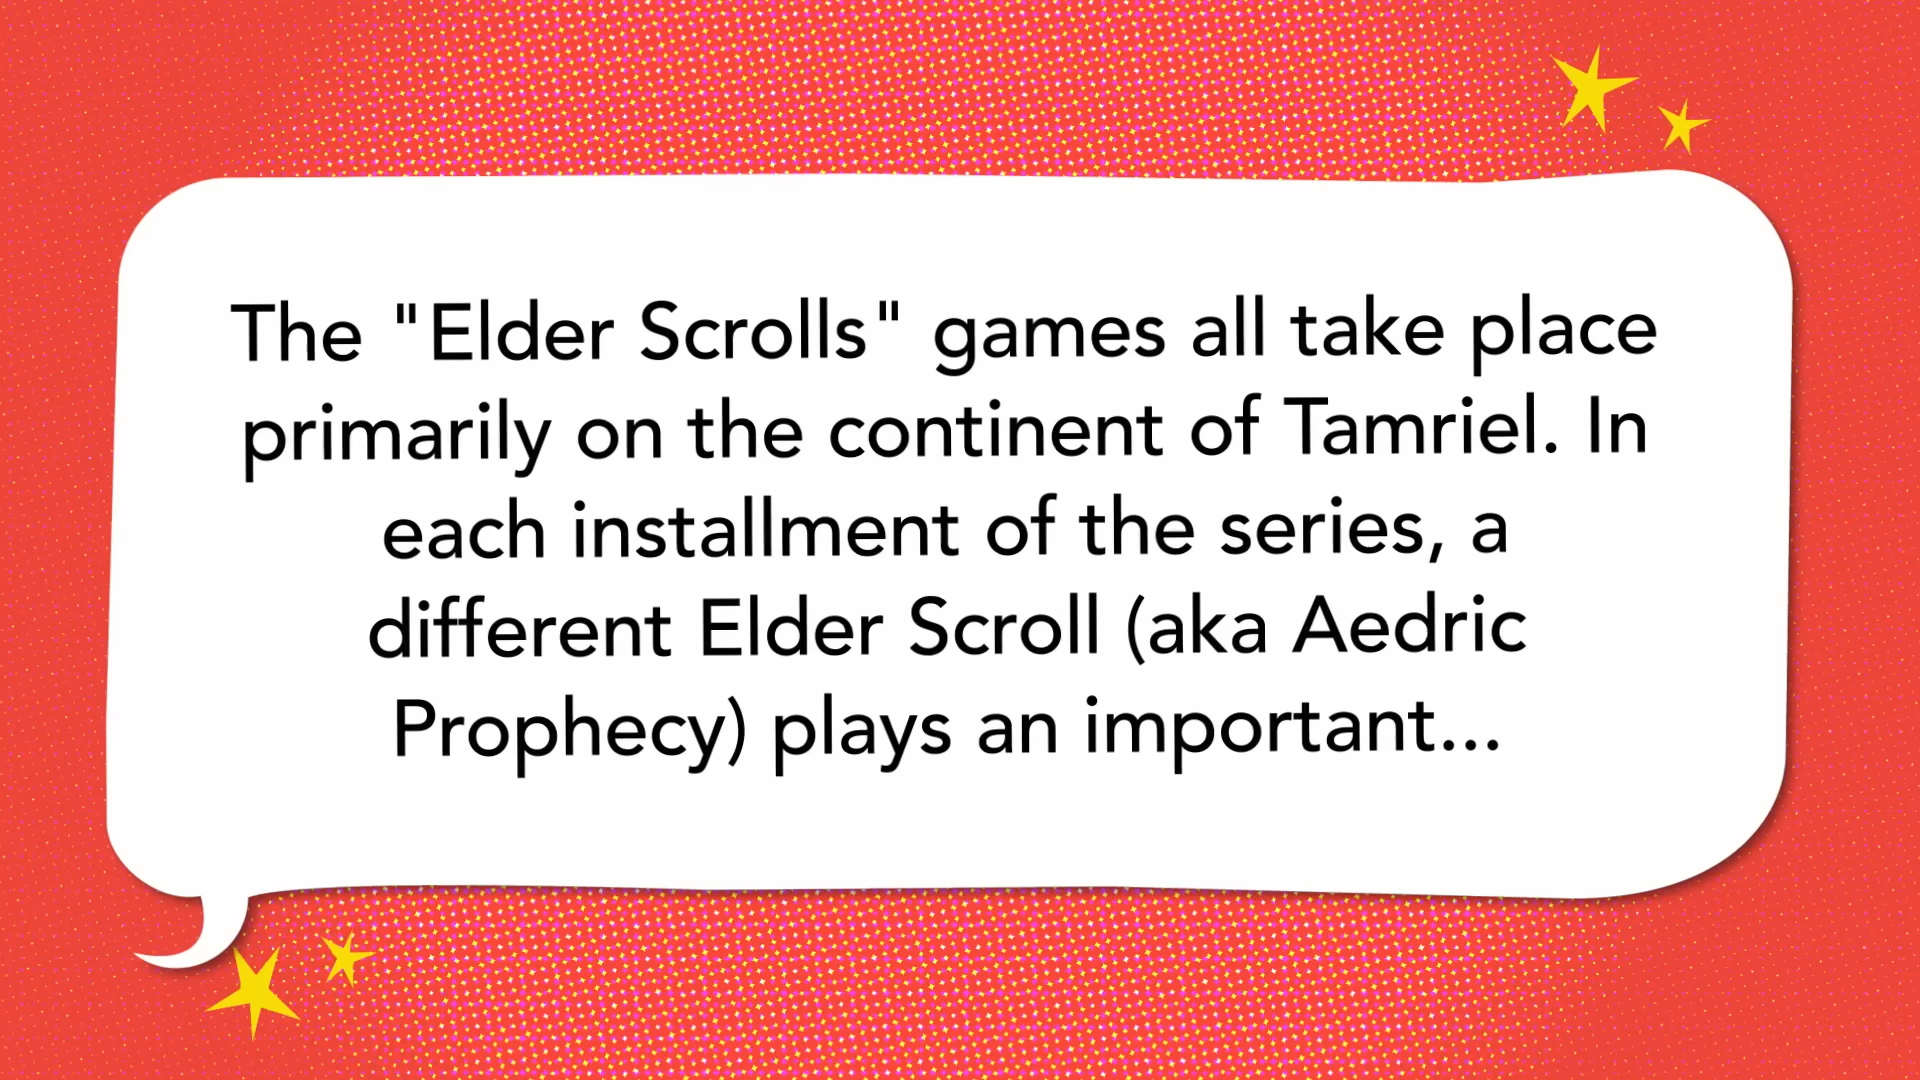 The "Elder Scrolls" games all take place
primarily on the continent of Tamriel. In
each installment of the series, a
different Elder Scroll (aka Aedric
Prophecy) plays an important...